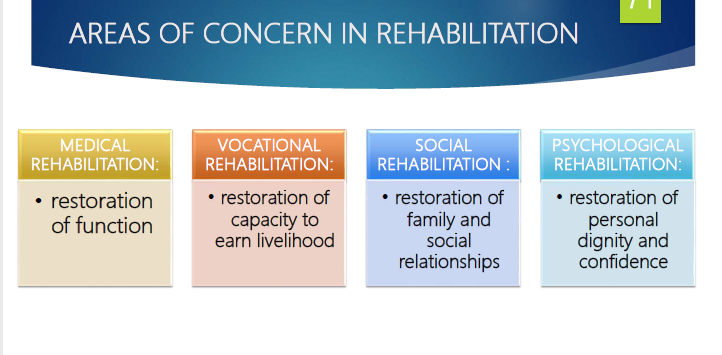 AREAS OF CONCERN IN REHABILITATION
MEDICAL
REHABILITATION:
• restoration
of function
VOCATIONAL
REHABILITATION:
• restoration of
capacity to
earn livelihood
SOCIAL
REHABILITATION :
• restoration of
family and
social
relationships
PSYCHOLOGICAL
REHABILITATION:
• restoration of
personal
dignity and
confidence